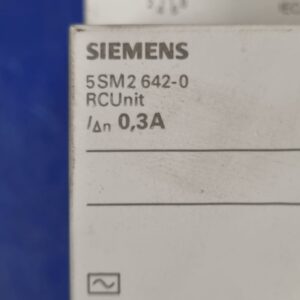 SIEMENS
5SM2 642-0
RCUnit
IΔn 0,3A